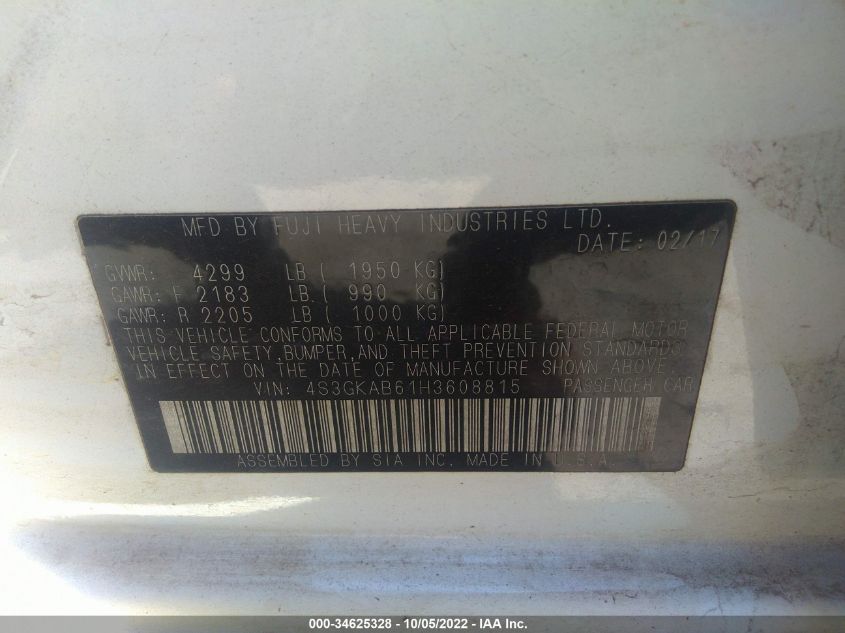 MFD BY FUJI HEAVY INDUSTRIES LTD.
DATE: 02/17
GVWR: 4299 LB ( 1950 KG)
GAWR: F 2183 LB. ( 990 KG)
GAWR: R 2205 LB ( 1000 KG)
THIS VEHICLE CONFORMS TO ALL APPLICABLE FEDERAL MOTOR
VEHICLE SAFETY, BUMPER, AND THEFT PREVENTION STANDARDS
IN EFFECT ON THE DATE OF MANUFACTURE SHOWN ABOVE.
VIN: 4S3GKAB61H3608815 PASSENGER CAR
ASSEMBLED BY SIA INC. MADE IN U.S.A.
000-34625328 - 10/05/2022 - IAA Inc.